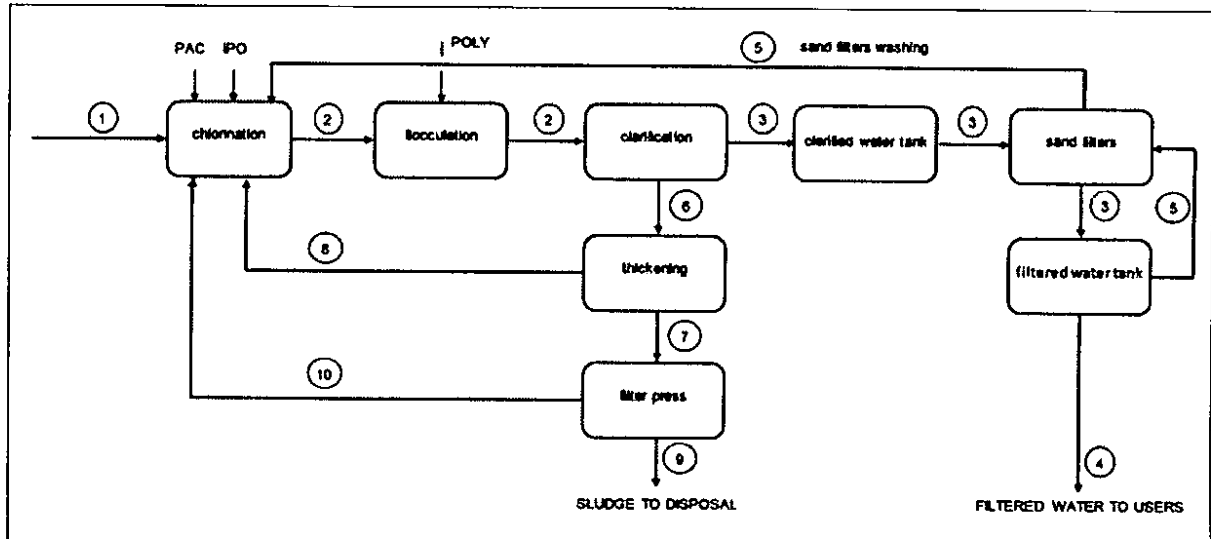 PAC IPO POLY 5 sand filters washing
1 chlorination 2 flocculation 2 clarification 3 clarified water tank 3 sand filters
6 3 5
8 thickening filtered water tank
7
10 filter press
9 4
SLUDGE TO DISPOSAL FILTERED WATER TO USERS